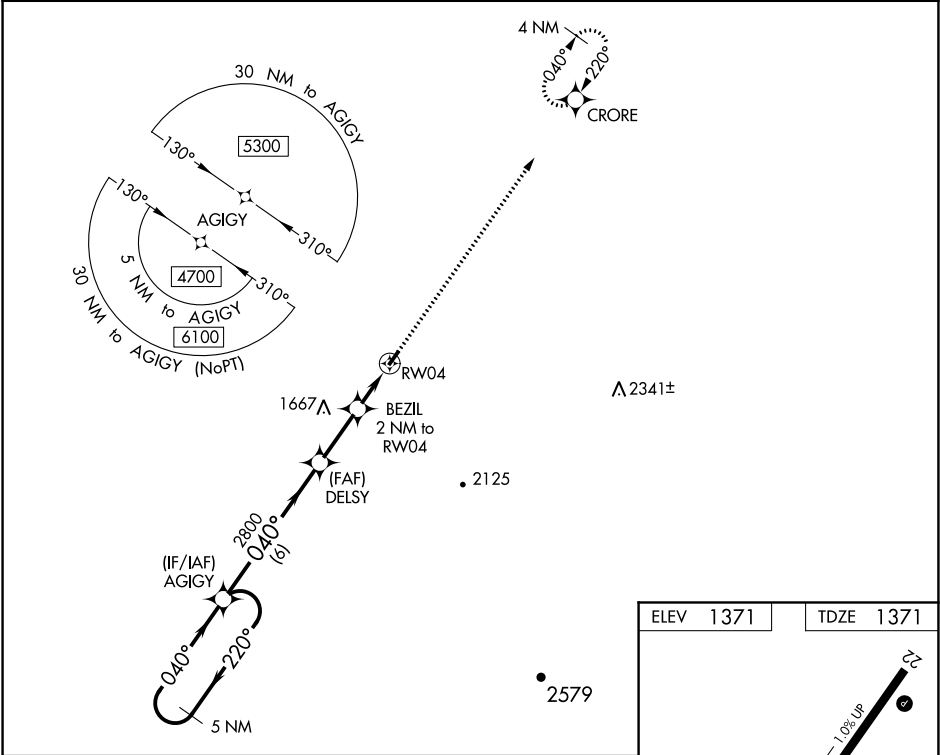 4 NM
040°
220°
CRORE
30 NM to AGIGY
5300
130°
310°
AGIGY
130°
310°
4700
5 NM to AGIGY
6100
30 NM to AGIGY (NoPT)
RW04
1667
BEZIL
2 NM to
RW04
2341±
(FAF)
DELSY
2125
2800
040°
(6)
(IF/IAF)
AGIGY
040°
220°
5 NM
2579
ELEV 1371
TDZE 1371
22
1.0% UP
P